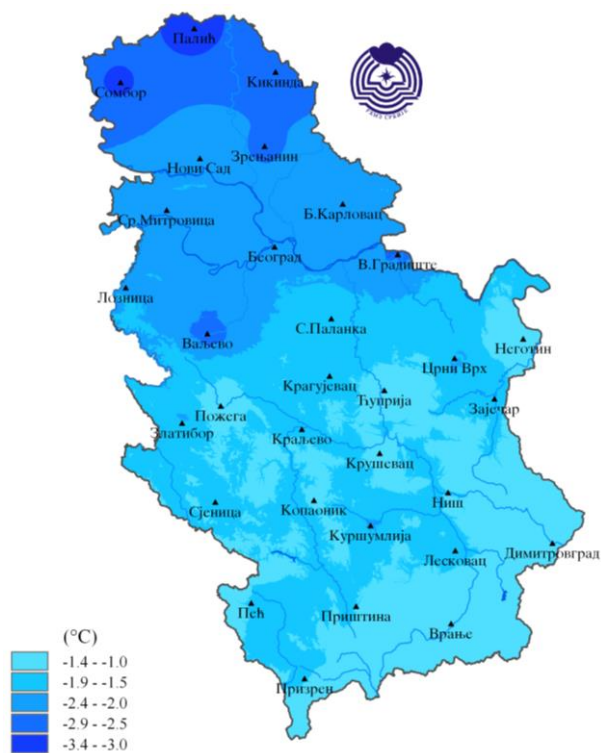 Палић
Кикинда
Сомбор
Зрењанин
Нови Сад
Б.Карловац
Ср.Митровица
Београд
В.Градиште
Лозница
С.Паланка
Ваљево
Неготин
Црни Врх
Крагујевац
Ћуприја
Зајечар
Пожега
Златибор
Краљево
Крушевац
Ниш
Сјеница
Копаоник
Куршумлија
Димитровград
Лесковац
Пећ
Приштина
Врање
Призрен
(°C)
-1.4 - -1.0
-1.9 - -1.5
-2.4 - -2.0
-2.9 - -2.5
-3.4 - -3.0